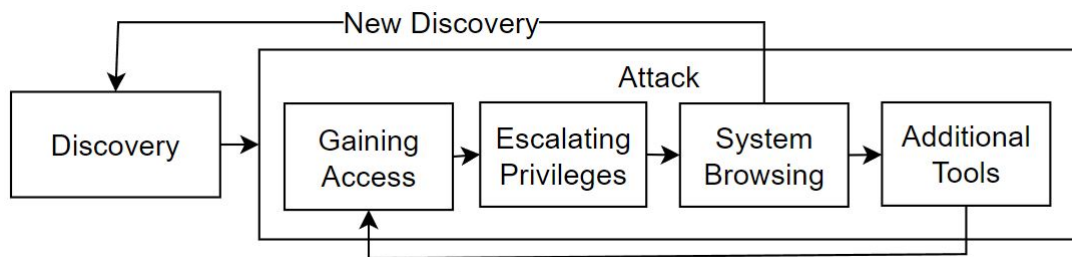 New Discovery
Attack
Discovery
Gaining
Access
Escalating
Privileges
System
Browsing
Additional
Tools